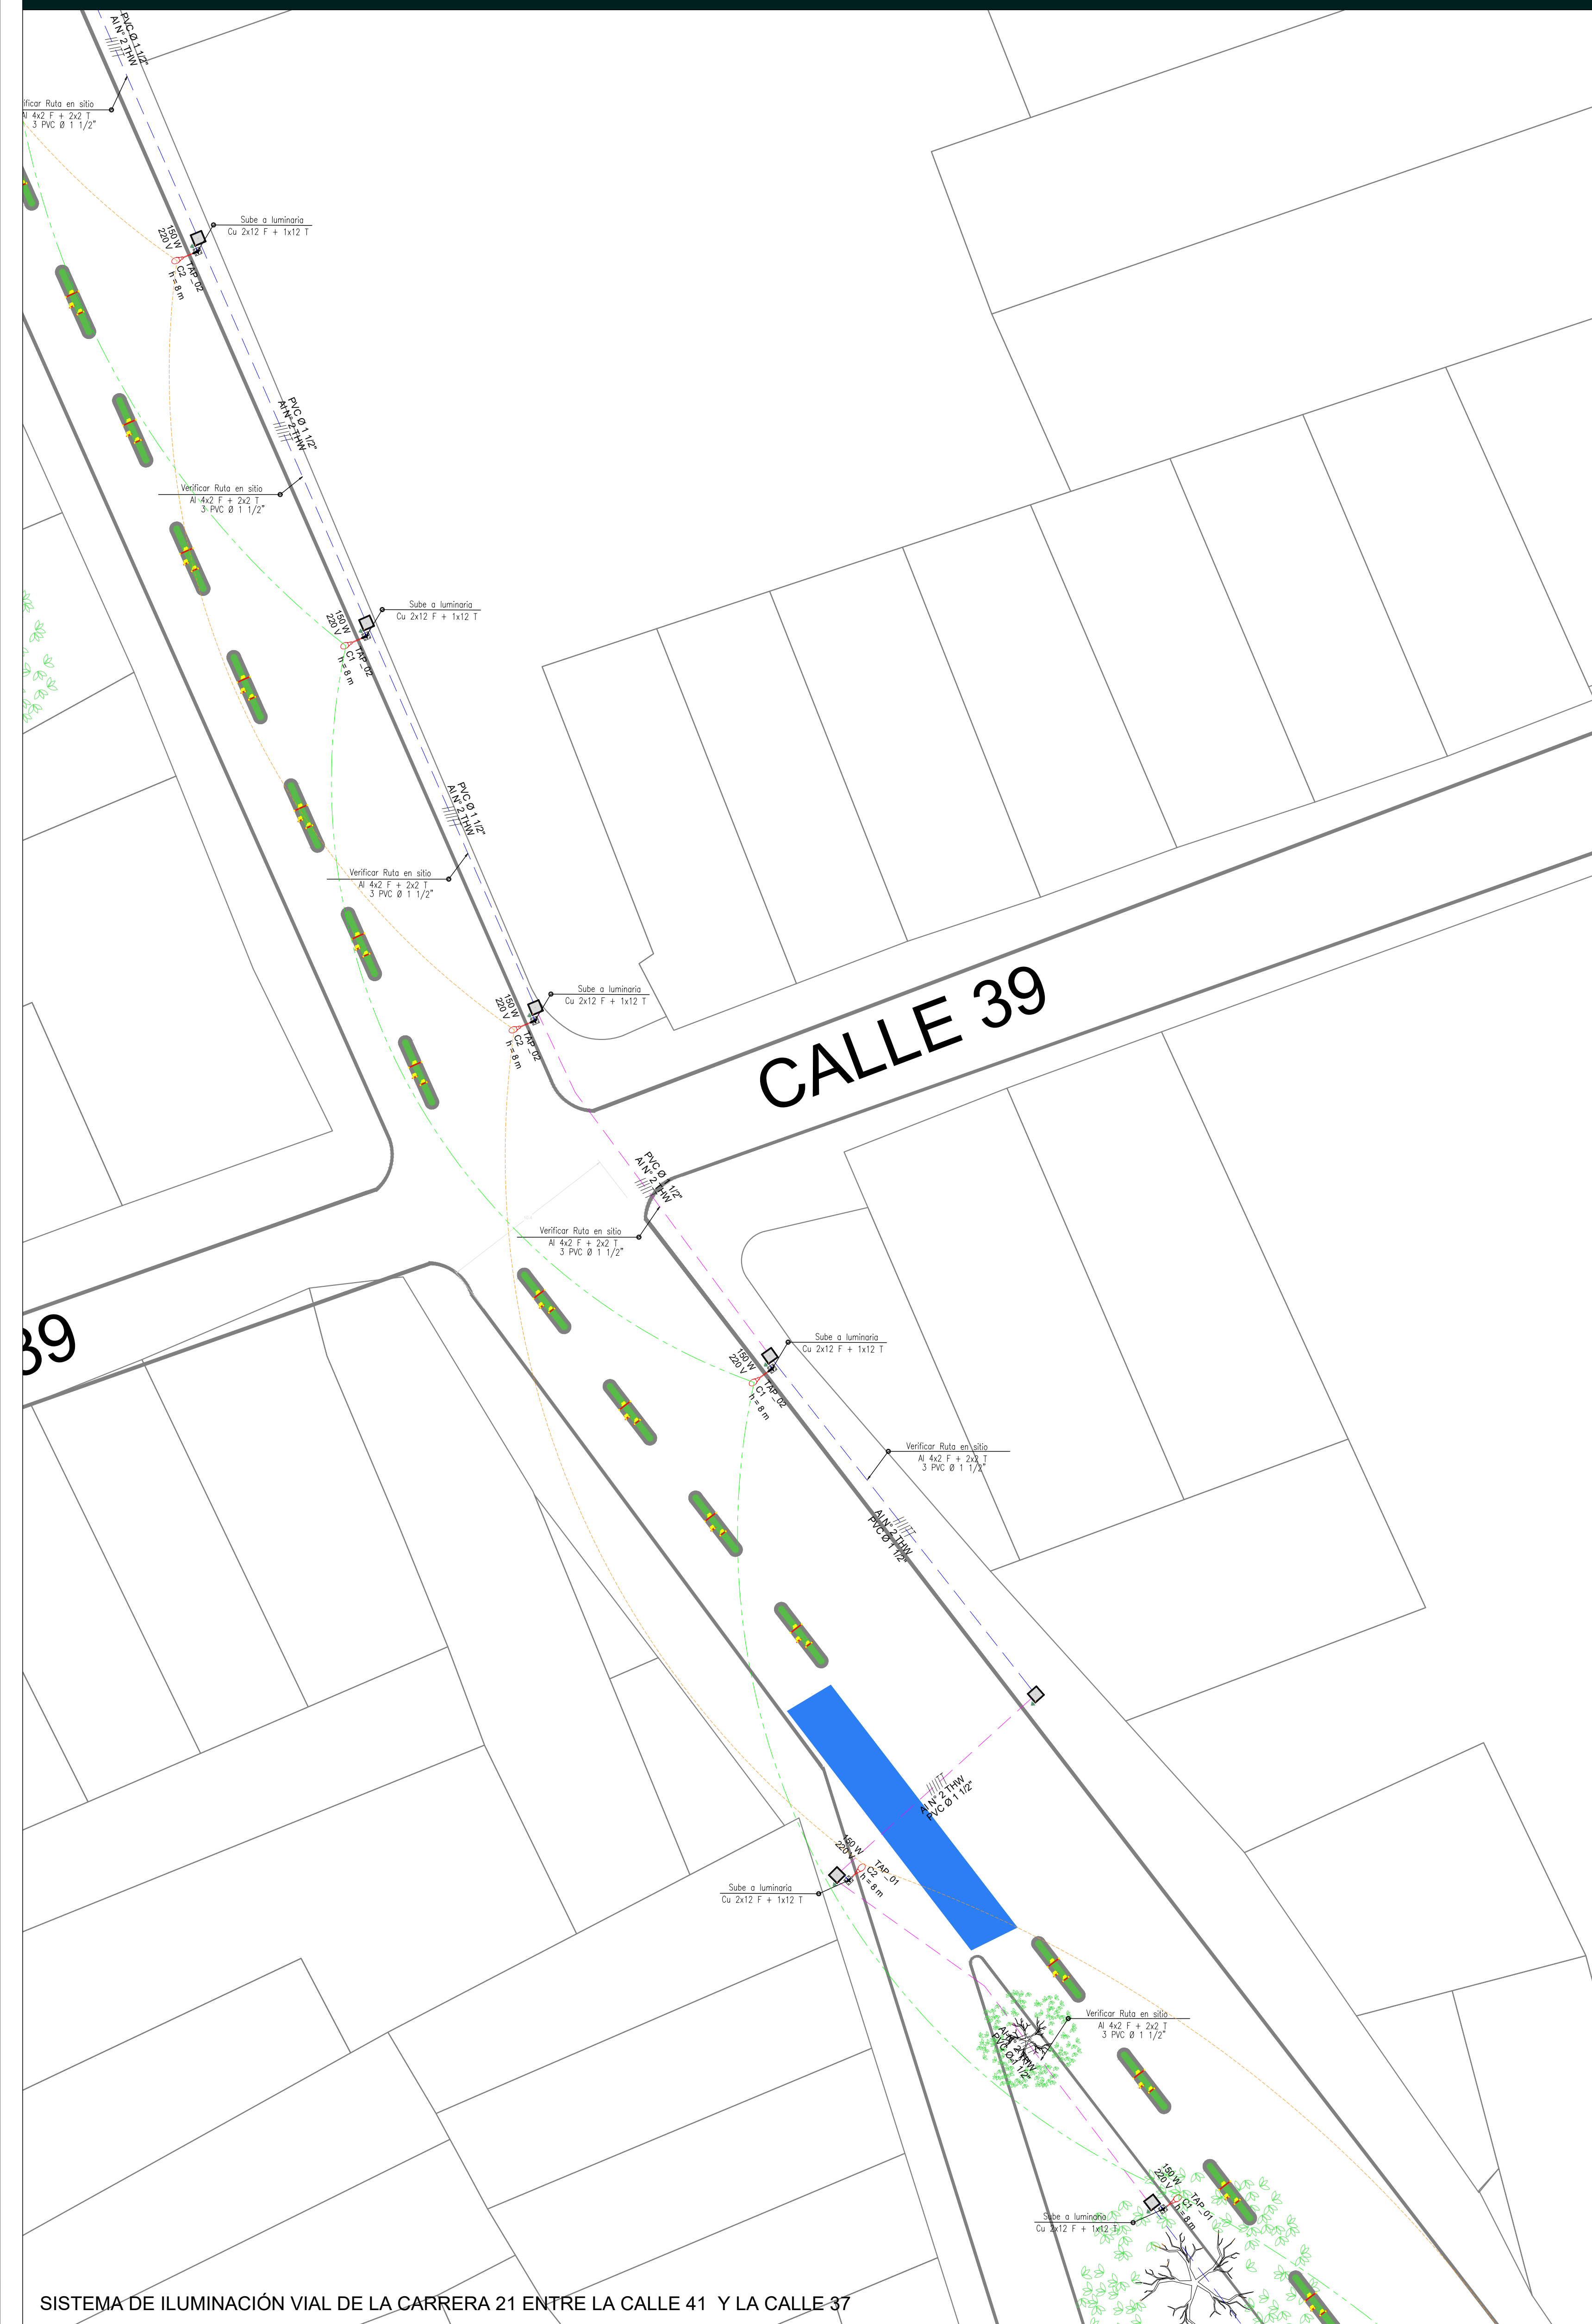 PVC Ø 1 1/2"
Al N° 2 THW
ificar Ruta en sitio
Al 4x2 F + 2x2 T
3 PVC Ø 1 1/2"
Sube a luminaria
Cu 2x12 F + 1x12 T
150 W
220 V
C2
TAP_02
h = 8 m
PVC Ø 1 1/2"
Al N° 2 THW
Verificar Ruta en sitio
Al 4x2 F + 2x2 T
3 PVC Ø 1 1/2"
Sube a luminaria
Cu 2x12 F + 1x12 T
150 W
220 V
C1
TAP_02
h = 8 m
PVC Ø 1 1/2"
Al N° 2 THW
Verificar Ruta en sitio
Al 4x2 F + 2x2 T
3 PVC Ø 1 1/2"
Sube a luminaria
Cu 2x12 F + 1x12 T
150 W
220 V
C2
TAP_02
h = 8 m
CALLE 39
PVC Ø 1 1/2"
Al N° 2 THW
Verificar Ruta en sitio
Al 4x2 F + 2x2 T
3 PVC Ø 1 1/2"
39
Sube a luminaria
Cu 2x12 F + 1x12 T
150 W
220 V
C1
TAP_02
h = 8 m
Verificar Ruta en sitio
Al 4x2 F + 2x2 T
3 PVC Ø 1 1/2"
Al N° 2 THW
PVC Ø 1 1/2"
Al N° 2 THW
PVC Ø 1 1/2"
150 W
220 V
C2
TAP_01
h = 8 m
Sube a luminaria
Cu 2x12 F + 1x12 T
Verificar Ruta en sitio
Al 4x2 F + 2x2 T
3 PVC Ø 1 1/2"
Al N° 2 THW
PVC Ø 1 1/2"
150 W
220 V
C1
TAP_01
h = 8 m
Sube a luminaria
Cu 2x12 F + 1x12 T
SISTEMA DE ILUMINACIÓN VIAL DE LA CARRERA 21 ENTRE LA CALLE 41 Y LA CALLE 37